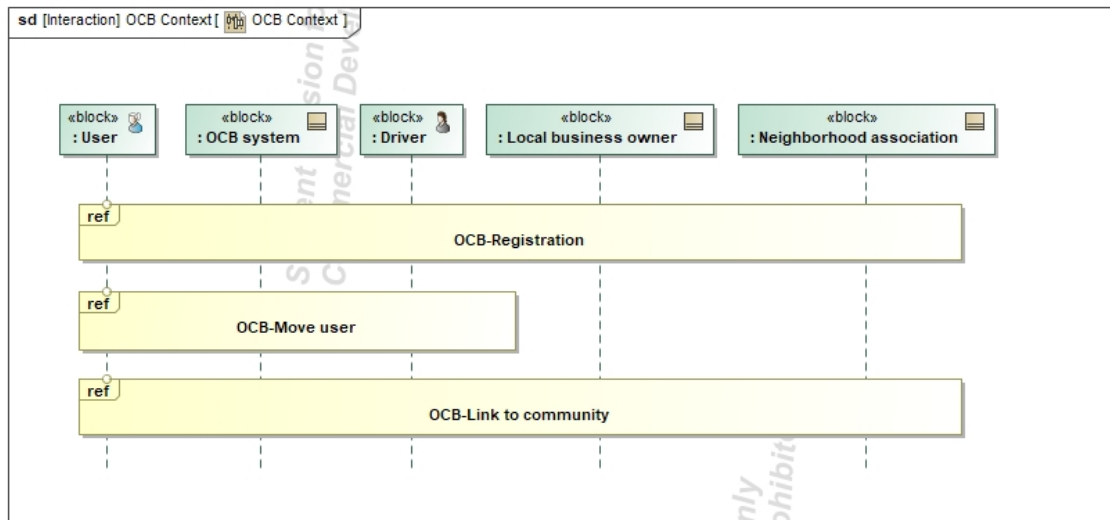 sd [Interaction] OCB Context [ OCB Context ]
«block»
: User
«block»
: OCB system
«block»
: Driver
«block»
: Local business owner
«block»
: Neighborhood association
ref
OCB-Registration
ref
OCB-Move user
ref
OCB-Link to community